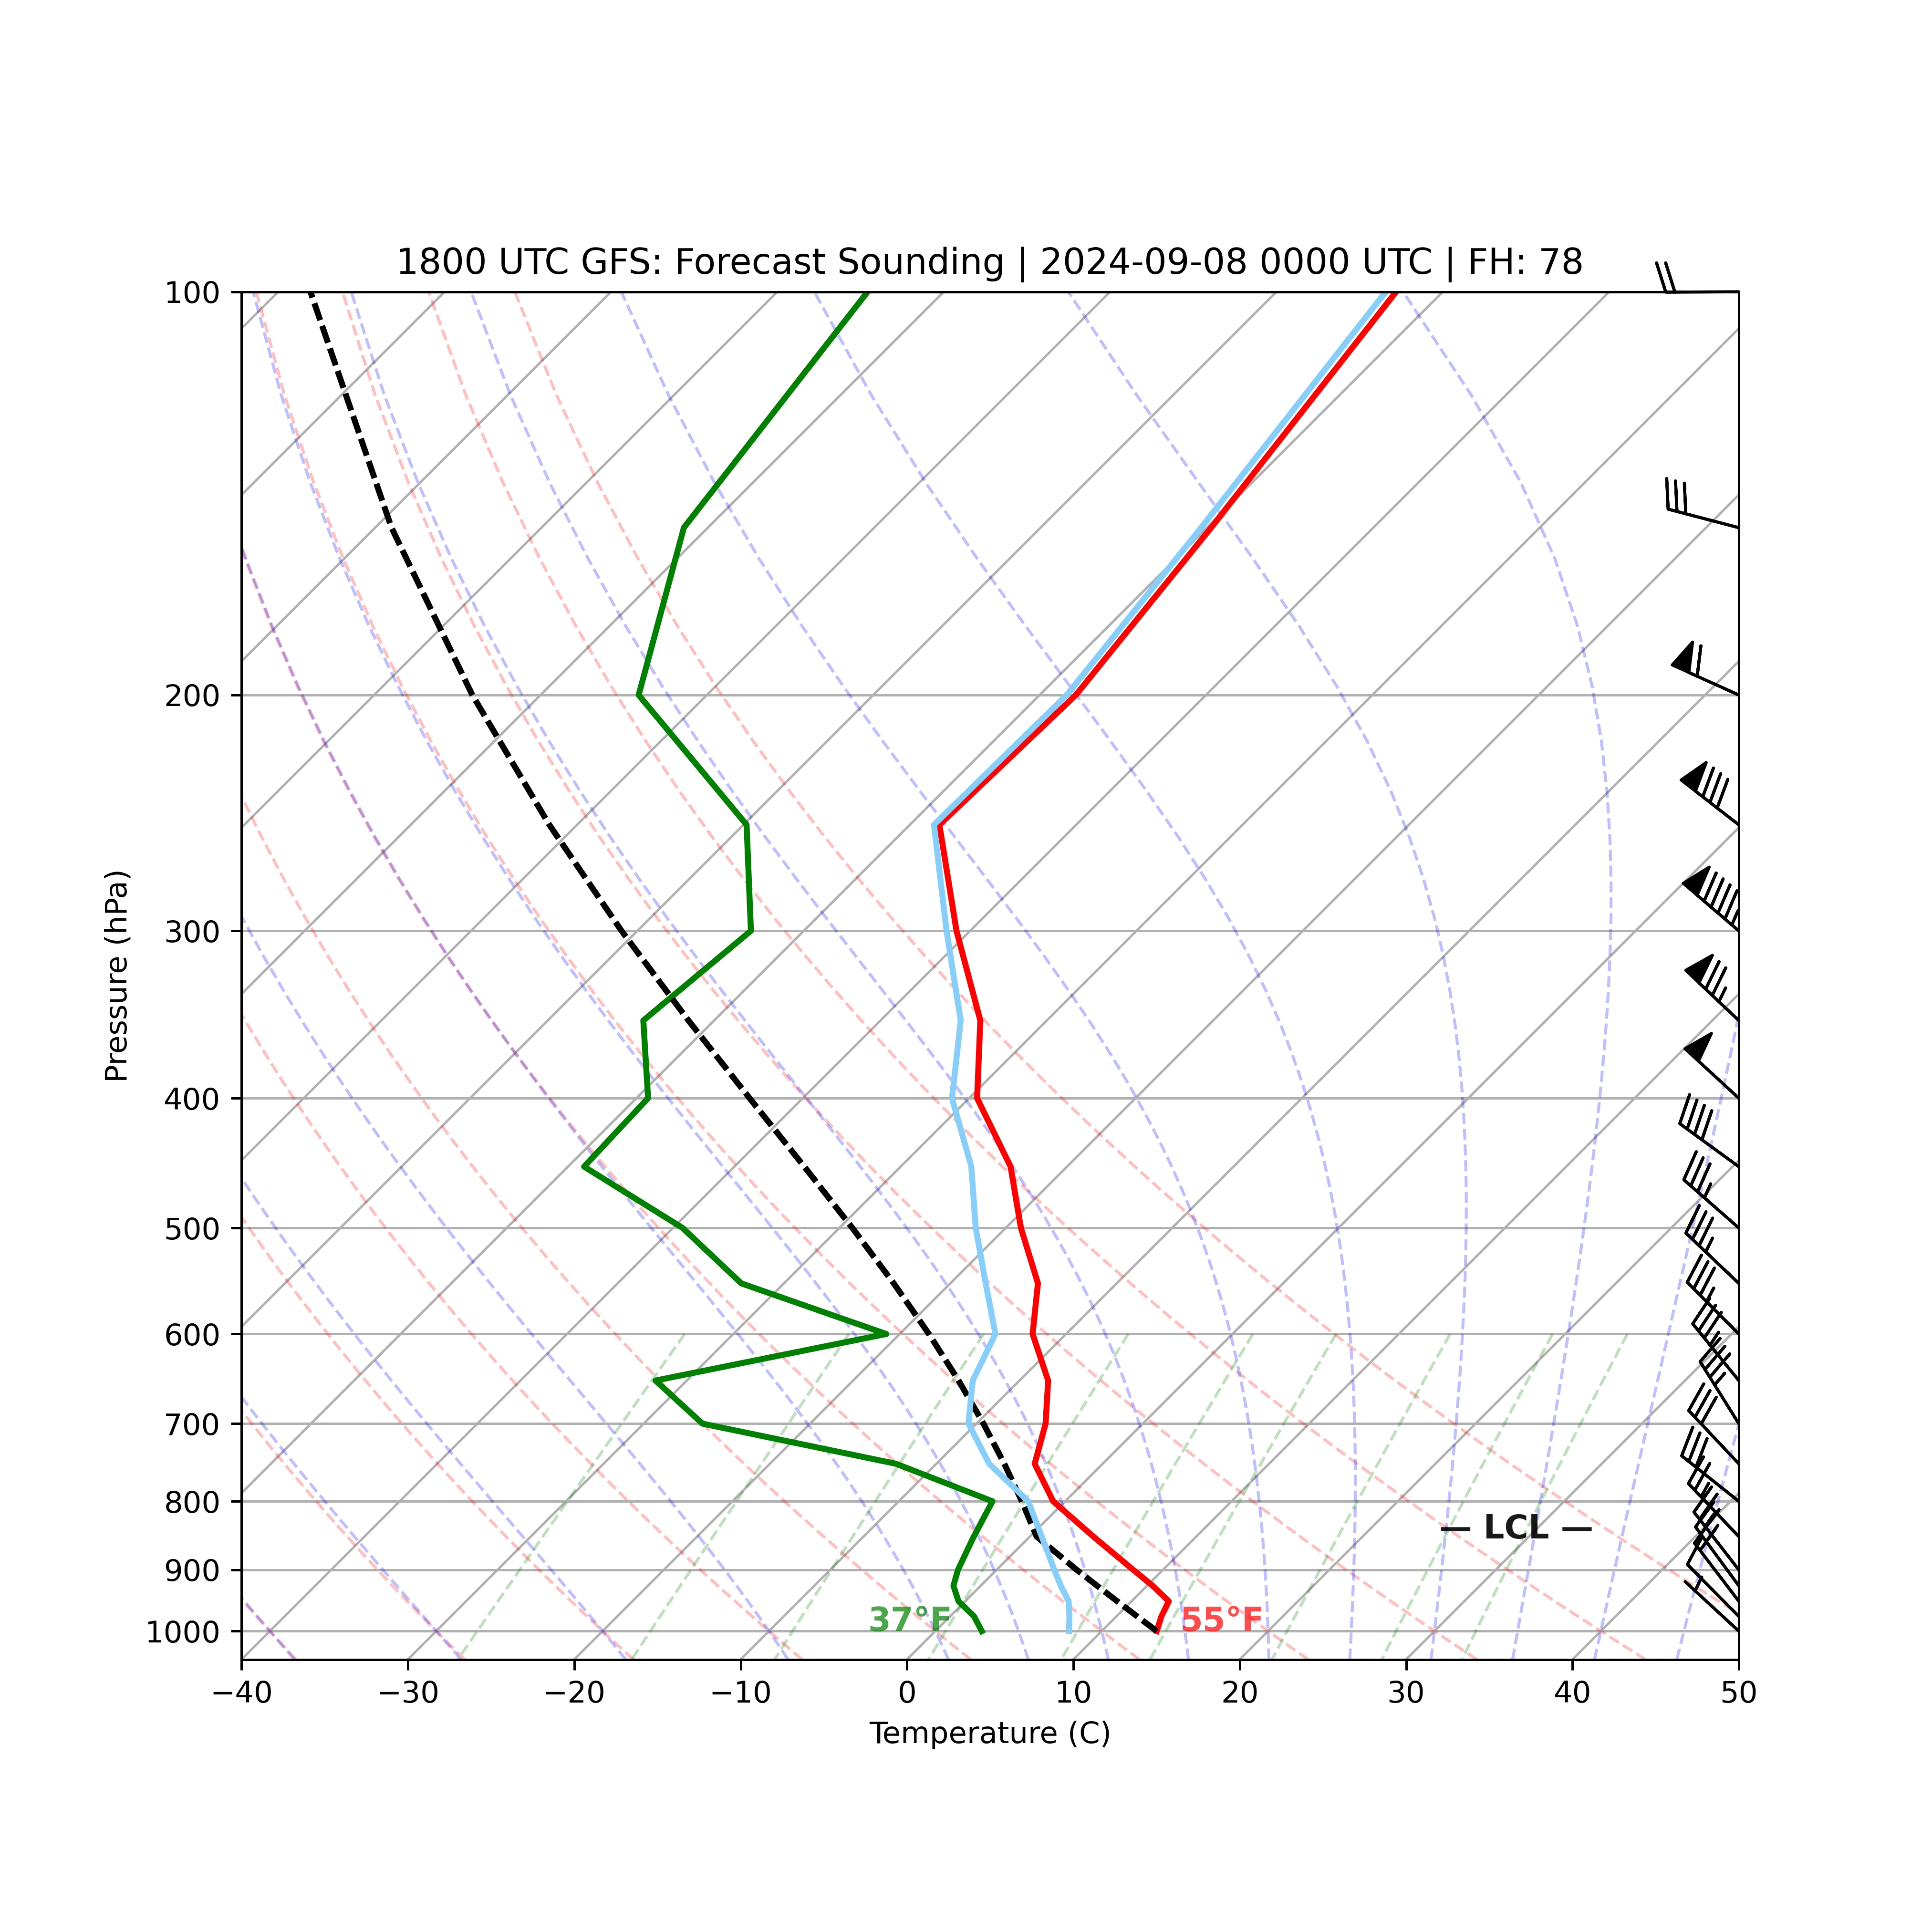 1800 UTC GFS: Forecast Sounding | 2024-09-08 0000 UTC | FH: 78
100
200
300
400
500
600
700
800
900
1000
Pressure (hPa)
— LCL —
37°F
55°F
−40 −30 −20 −10 0 10 20 30 40 50
Temperature (C)